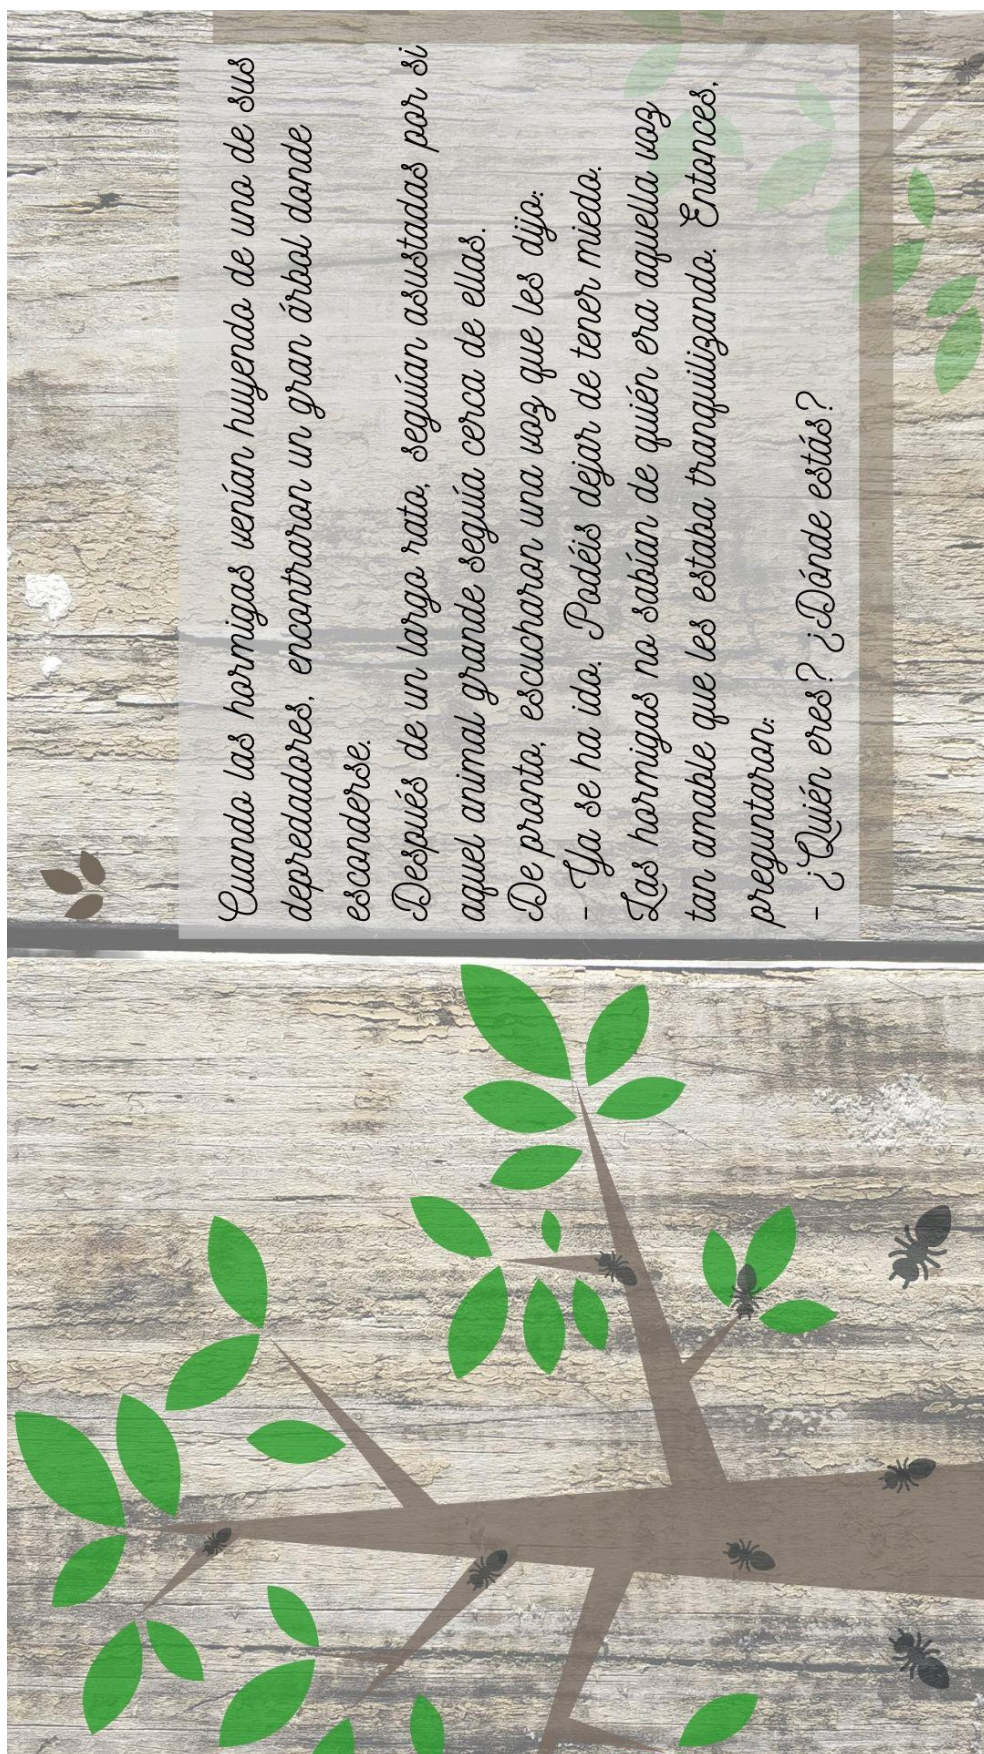 Cuando las hormigas venían huyendo de uno de sus
depredadores, encontraron un gran árbol donde
esconderse.
Después de un largo rato, seguían asustadas por si
aquel animal grande seguía cerca de ellas.
De pronto, escucharon una voz que les dijo:
- Ya se ha ido. Podéis dejar de tener miedo.
Las hormigas no sabían de quién era aquella voz
tan amable que les estaba tranquilizando. Entonces,
preguntaron:
- ¿Quién eres? ¿Dónde estás?